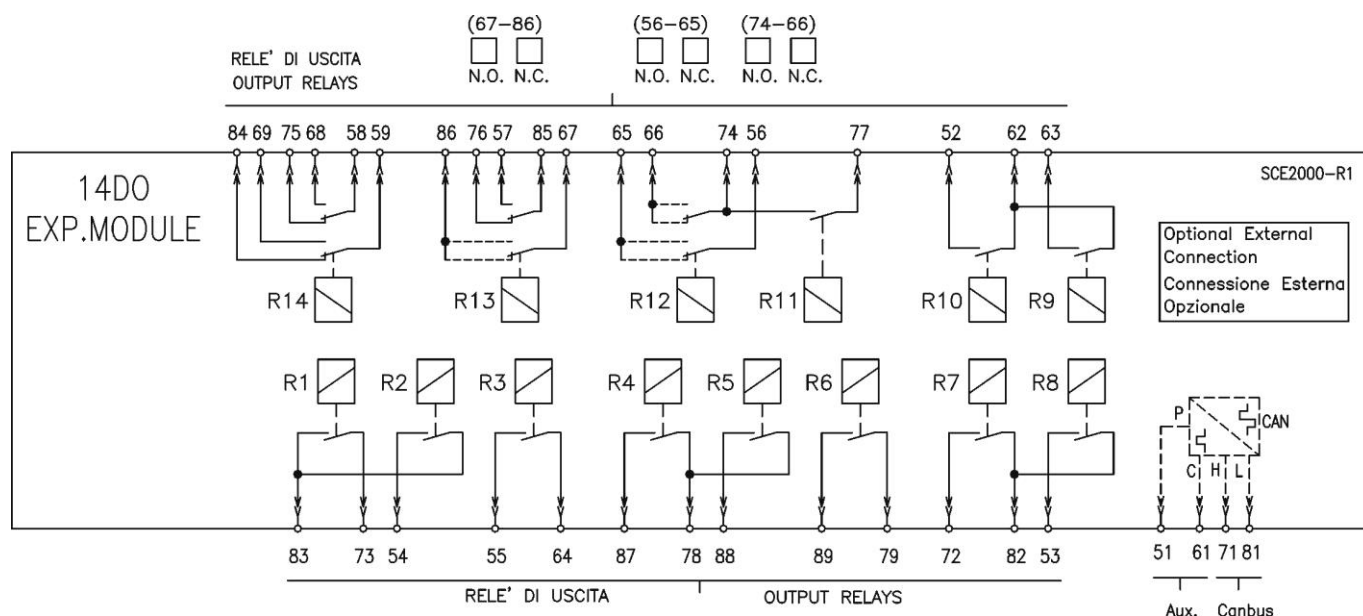 (67-86) (56-65) (74-66)
N.O. N.C. N.O. N.C. N.O. N.C.
RELE' DI USCITA
OUTPUT RELAYS
84 69 75 68 58 59 86 76 57 85 67 65 66 74 56 77 52 62 63
14DO
EXP.MODULE
SCE2000-R1
Optional External
Connection
Connessione Esterna
Opzionale
R14 R13 R12 R11 R10 R9
R1 R2 R3 R4 R5 R6 R7 R8
P CAN
C H L
83 73 54 55 64 87 78 88 89 79 72 82 53 51 61 71 81
RELE' DI USCITA OUTPUT RELAYS
Aux. Canbus